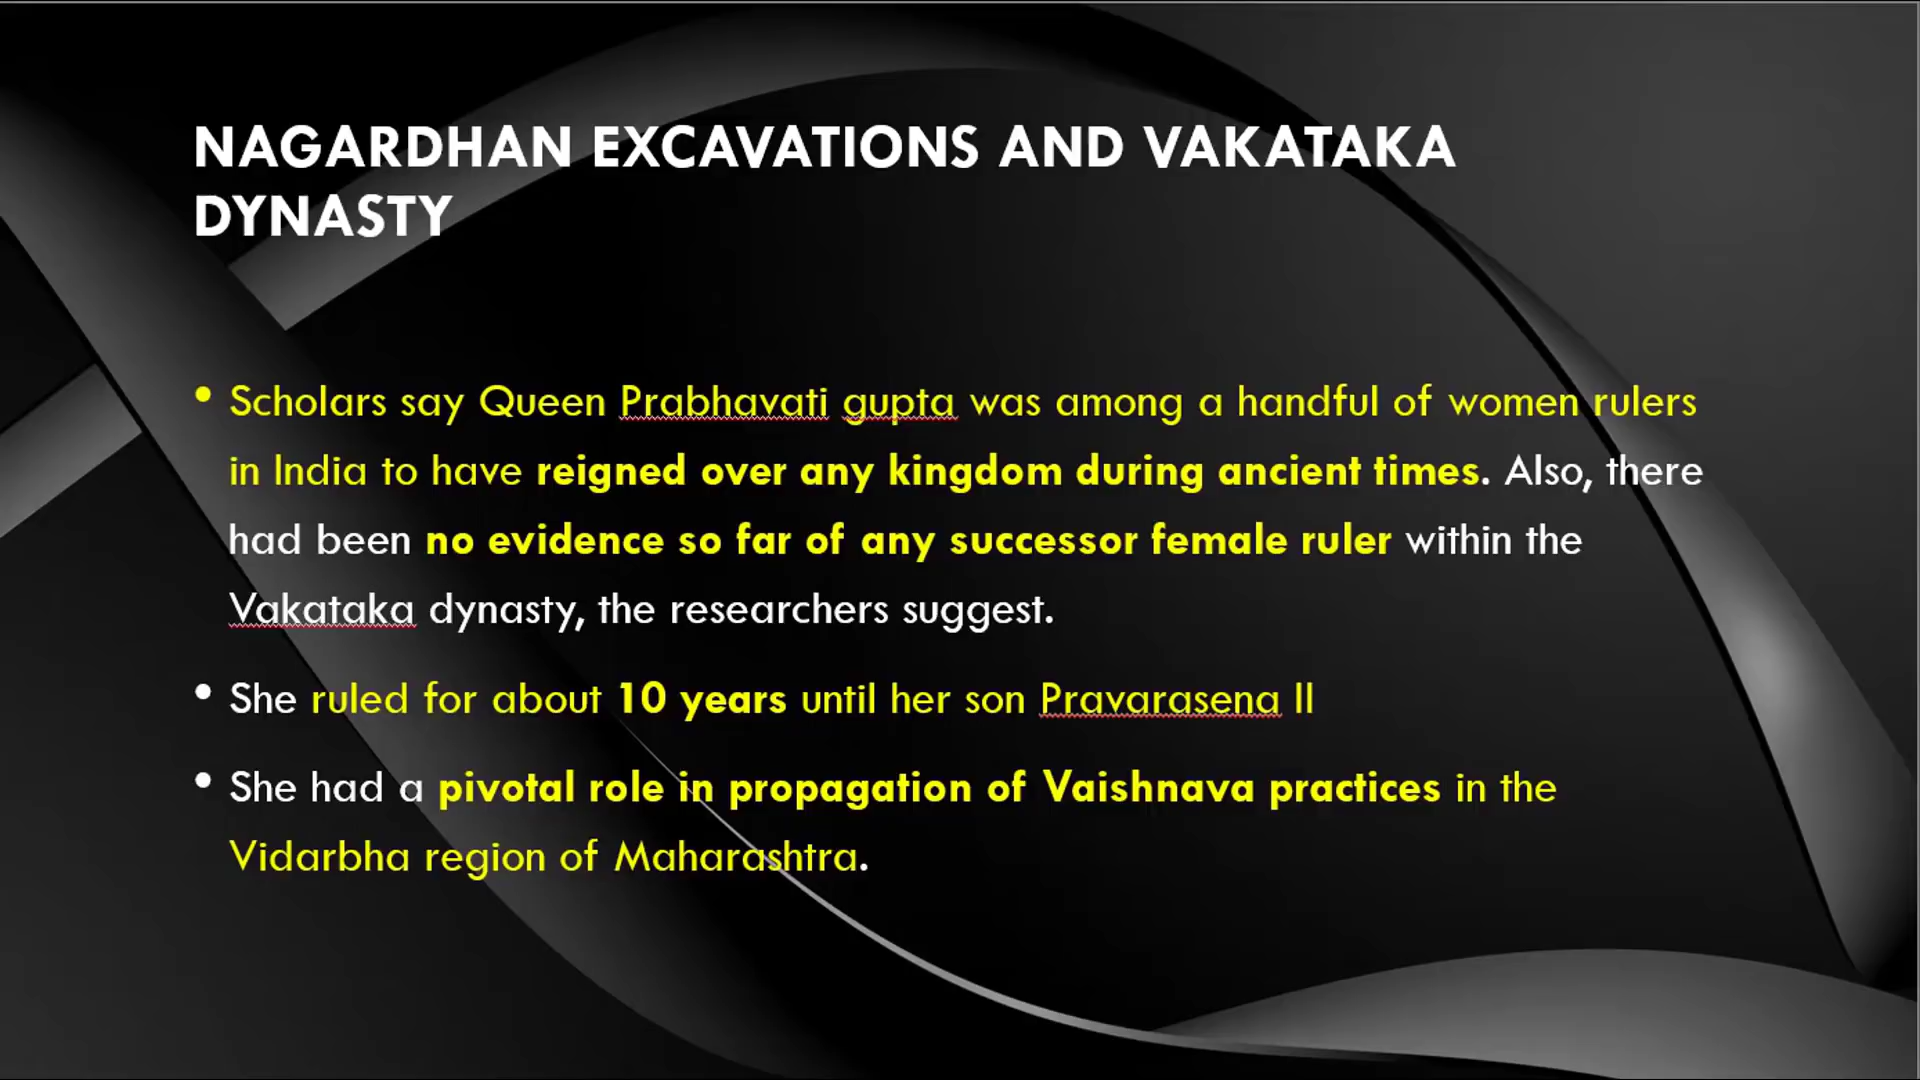 NAGARDHAN EXCAVATIONS AND VAKATAKA
DYNASTY
• Scholars say Queen Prabhavati gupta was among a handful of women rulers
in India to have reigned over any kingdom during ancient times. Also, there
had been no evidence so far of any successor female ruler within the
Vakataka dynasty, the researchers suggest.
• She ruled for about 10 years until her son Pravarasena II
• She had a pivotal role in propagation of Vaishnava practices in the
Vidarbha region of Maharashtra.